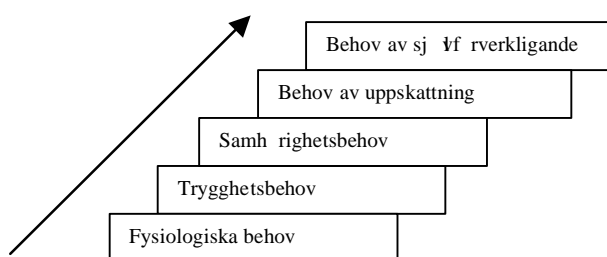 Behov av sj lvf rverkligande
Behov av uppskattning
Samh righetsbehov
Trygghetsbehov
Fysiologiska behov